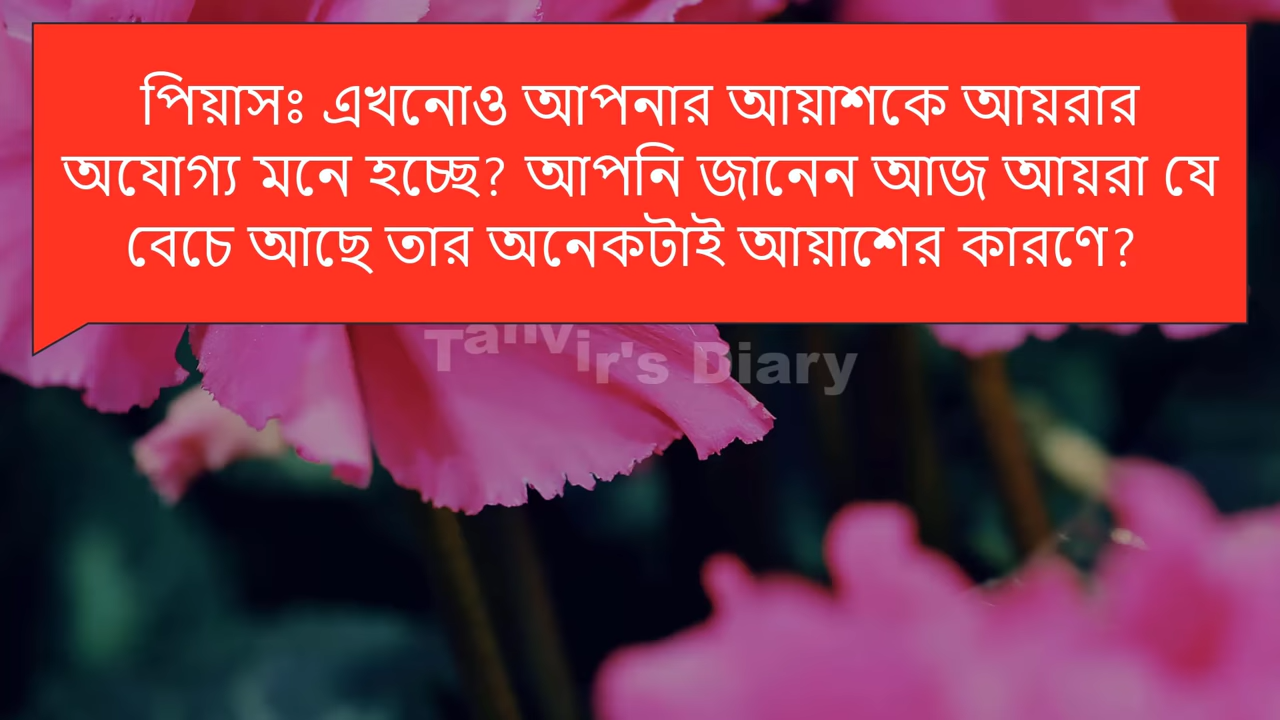 পিয়াসঃ এখনোও আপনার আয়াশকে আয়রার
অযোগ্য মনে হচ্ছে? আপনি জানেন আজ আয়রা যে
বেচে আছে তার অনেকটাই আয়াশের কারণে?
Tanvir's Diary